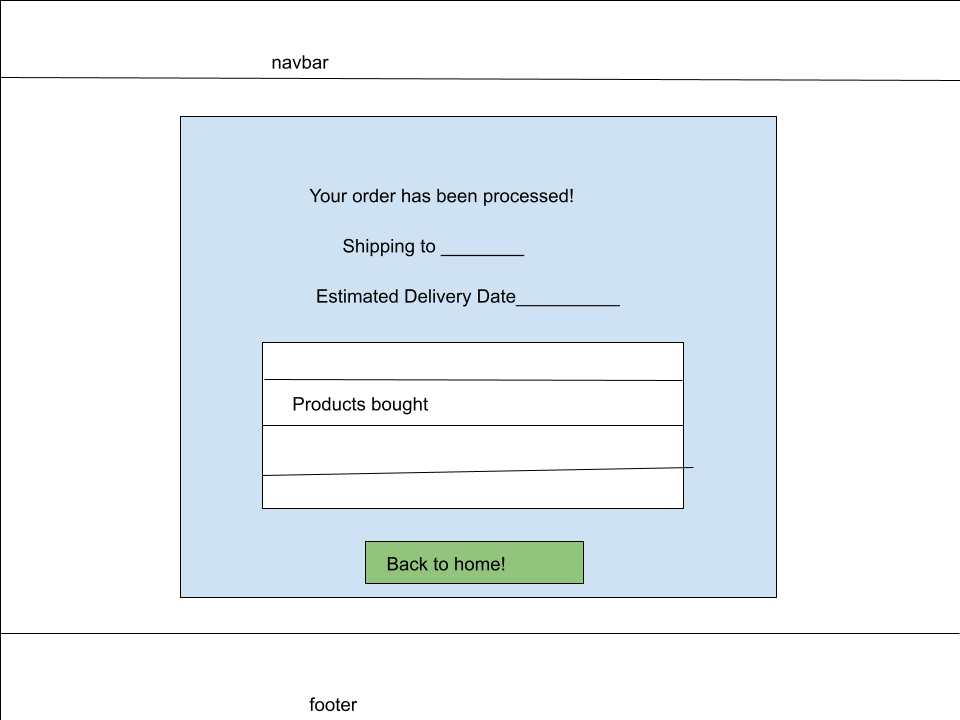 navbar
Your order has been processed!
Shipping to ________
Estimated Delivery Date__________
Products bought
Back to home!
footer